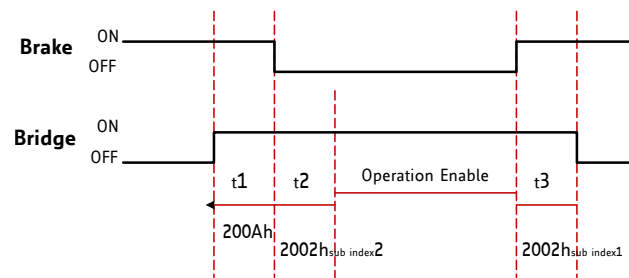 ON
Brake
OFF
ON
Bridge
OFF
t1 t2 Operation Enable t3
200Ah
2002hsub index2 2002hsub index1